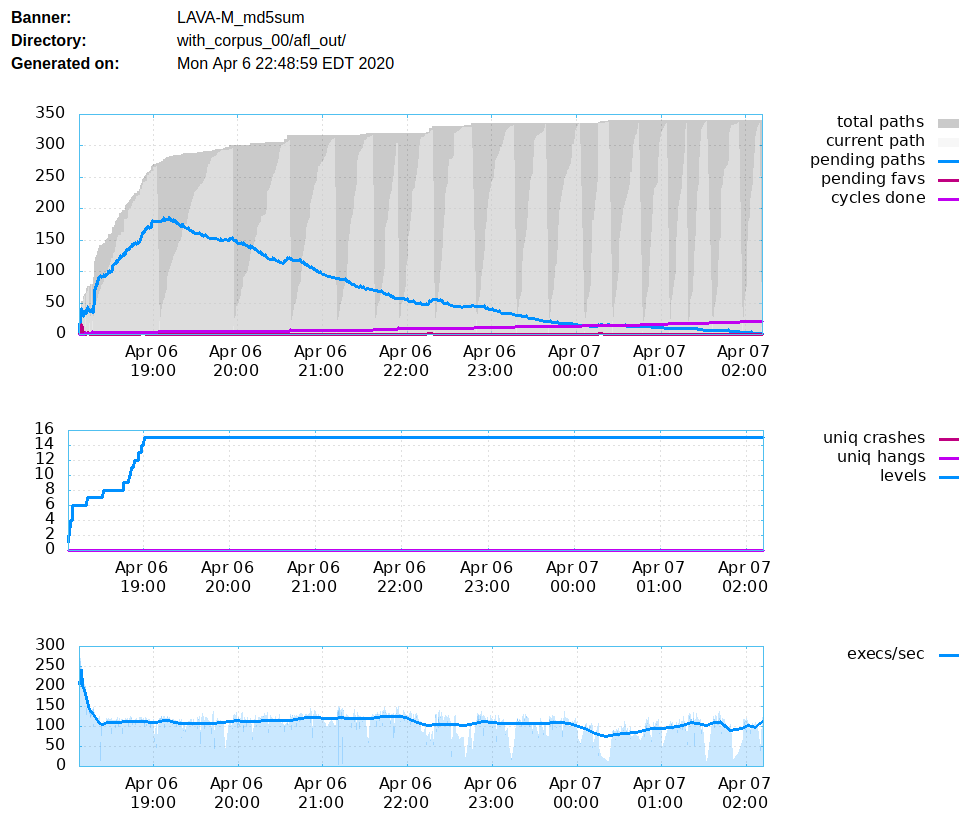 Banner: LAVA-M_md5sum
Directory: with_corpus_00/afl_out/
Generated on: Mon Apr 6 22:48:59 EDT 2020
350
300
250
200
150
100
50
0
Apr 06 Apr 06 Apr 06 Apr 06 Apr 06 Apr 07 Apr 07 Apr 07
19:00 20:00 21:00 22:00 23:00 00:00 01:00 02:00
total paths
current path
pending paths
pending favs
cycles done
16
14
12
10
8
6
4
2
0
Apr 06 Apr 06 Apr 06 Apr 06 Apr 06 Apr 07 Apr 07 Apr 07
19:00 20:00 21:00 22:00 23:00 00:00 01:00 02:00
uniq crashes
uniq hangs
levels
300
250
200
150
100
50
0
Apr 06 Apr 06 Apr 06 Apr 06 Apr 06 Apr 07 Apr 07 Apr 07
19:00 20:00 21:00 22:00 23:00 00:00 01:00 02:00
execs/sec